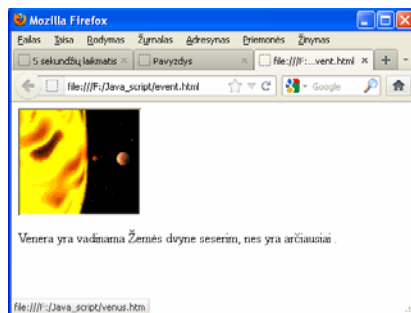 Mozilla Firefox
Failas Taisa Rodymas Žurnalas Adresynas Priemonės Žinynas
5 sekundžių laikmatis × Pavyzdys × file:///F:...vent.html × +
file:///F:/Java_script/event.html Google
Venera yra vadinama Žemės dvyne seserim, nes yra arčiausiai .
file:///F:/Java_script/venus.htm